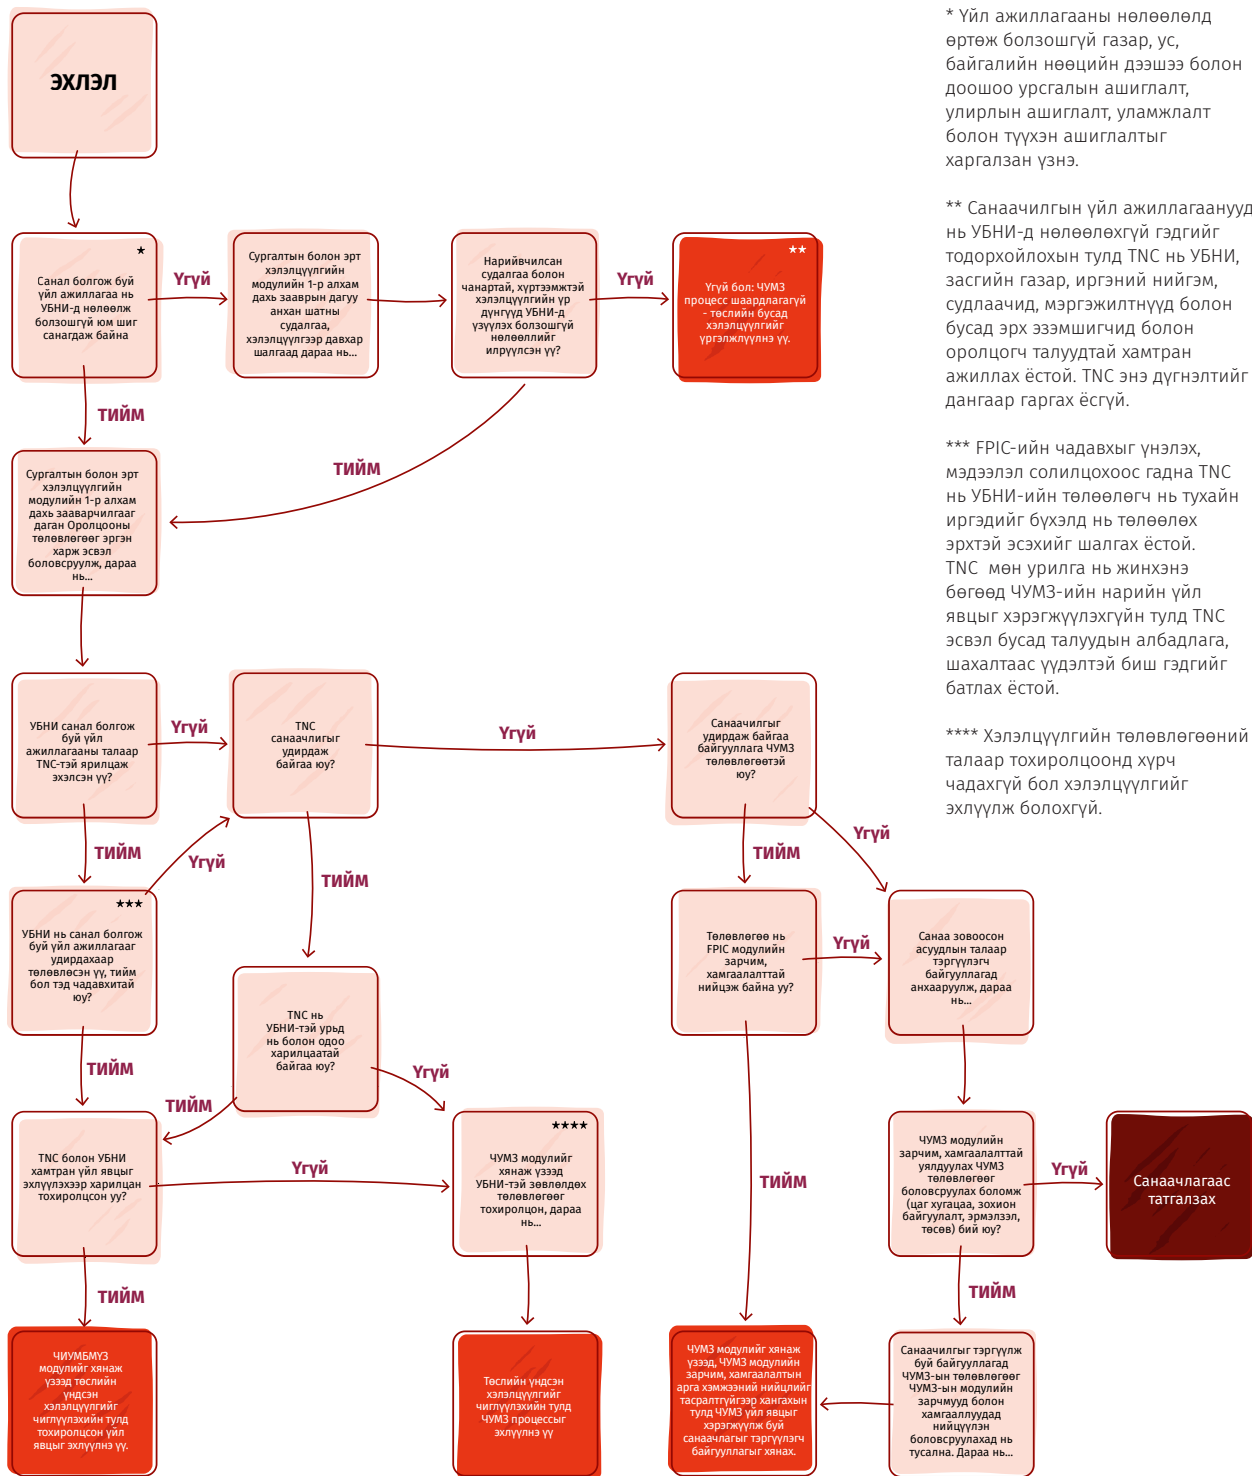 ЭХЛЭЛ
* Үйл ажиллагааны нөлөөлөлд
өртөж болзошгүй газар, ус,
байгалийн нөөцийн дээшээ болон
доошоо урсгалын ашиглалт,
улирлын ашиглалт, уламжлалт
болон түүхэн ашиглалтыг
харгалзан үзнэ.
** Санаачилгын үйл ажиллагаанууд
нь УБНИ-д нөлөөлөхгүй гэдгийг
тодорхойлохын тулд TNC нь УБНИ,
засгийн газар, иргэний нийгэм,
судлаачид, мэргэжилтнүүд болон
бусад эрх эзэмшигчид болон
оролцогч талуудтай хамтран
ажиллах ёстой. TNC энэ дүгнэлтийг
дангаар гаргах ёсгүй.
*** FPIC-ийн чадавхыг үнэлэх,
мэдээлэл солилцохоос гадна TNC
нь УБНИ-ийн төлөөлөгч нь тухайн
иргэдийг бүхэлд нь төлөөлөх
эрхтэй эсэхийг шалгах ёстой.
TNC мөн урилга нь жинхэнэ
бөгөөд ЧУМЗ-ийн нарийн үйл
явцыг хэрэгжүүлэхгүйн тулд TNC
эсвэл бусад талуудын албадлага,
шахалтаас үүдэлтэй биш гэдгийг
батлах ёстой.
**** Хэлэлцүүлгийн төлөвлөгөөний
талаар тохиролцоонд хүрч
чадахгүй бол хэлэлцүүлгийг
эхлүүлж болохгүй.
*
Санал болгож буй
үйл ажиллагаа нь
УБНИ-д нөлөөлж
болзошгүй юм шиг
санагдаж байна
Үгүй
Сургалтын болон эрт
хэлэлцүүлгийн
модулийн 1-р алхам
дахь зааврын дагуу
анхан шатны
судалгаа,
хэлэлцүүлгээр давхар
шалгаад дараа нь...
Нарийвчилсан
судалгаа болон
чанартай, хүртээмжтэй
хэлэлцүүлгийн үр
дүнгүүд УБНИ-д
үзүүлэх болзошгүй
нөлөөллийг
илрүүлсэн үү?
Үгүй
**
Үгүй бол: ЧУМЗ
процесс шаардлагагүй
- төслийн бусад
хэлэлцүүлгийг
үргэлжлүүлнэ үү.
ТИЙМ
ТИЙМ
Сургалтын болон эрт
хэлэлцүүлгийн
модулийн 1-р алхам
дахь зааварчилгааг
даган Оролцооны
төлөвлөгөөг эргэн
харж эсвэл
боловсруулж, дараа
нь...
УБНИ санал болгож
буй үйл
ажиллагааны талаар
TNC-тэй ярилцаж
эхэлсэн үү?
Үгүй
TNC
санаачлигыг
удирдаж
байгаа юу?
Үгүй
Санаачилгыг
удирдаж байгаа
байгууллага ЧУМЗ
төлөвлөгөөтэй
юу?
ТИЙМ
Үгүй
ТИЙМ
ТИЙМ
Үгүй
***
УБНИ нь санал болгож
буй үйл ажиллагааг
удирдахаар
төлөвлөсөн үү, тийм
бол тэд чадавхитай
юу?
Төлөвлөгөө нь
FPIC модулийн
зарчим,
хамгаалалттай
нийцэж байна уу?
Үгүй
Санаа зовоосон
асуудлын талаар
тэргүүлэгч
байгууллагад
анхааруулж, дараа
нь...
TNC нь
УБНИ-тэй урьд
нь болон одоо
харилцаатай
байгаа юу?
ТИЙМ
ТИЙМ
Үгүй
TNC болон УБНИ
хамтран үйл явцыг
эхлүүлэхээр харилцан
тохиролцсон уу?
Үгүй
****
ЧУМЗ модулийг
хянаж үзээд
УБНИ-тэй зөвлөлдөх
төлөвлөгөөг
тохиролцон, дараа
нь...
ТИЙМ
ЧУМЗ модулийн
зарчим, хамгаалалттай
уялдуулах ЧУМЗ
төлөвлөгөөг
боловсруулах боломж
(цаг хугацаа, зохион
байгуулалт, эрмэлзэл,
төсөв) бий юу?
Үгүй
Санаачлагаас
татгалзах
ТИЙМ
ТИЙМ
ЧИУМБМҮЗ
модулийг хянаж
үзээд төслийн
үндсэн
хэлэлцүүлгийг
чиглүүлэхийн тулд
тохиролцсон үйл
явцыг эхлүүлнэ үү.
Төслийн үндсэн
хэлэлцүүлгийг
чиглүүлэхийн тулд
ЧУМЗ процессыг
эхлүүлнэ үү
ЧУМЗ модулийг хянаж
үзээд, ЧУМЗ модулийн
зарчим, хамгаалалтын
арга хэмжээний нийцлийг
тасралтгүйгээр хангахын
тулд ЧУМЗ үйл явцыг
хэрэгжүүлж буй
санаачлагыг тэргүүлэгч
байгууллагыг хянах.
Санаачилгыг тэргүүлж
буй байгууллагад
ЧУМЗ-ын төлөвлөгөөг
ЧУМЗ-ын модулийн
зарчмууд болон
хамгааллуудад
нийцүүлэн
боловсруулахад нь
тусална. Дараа нь...